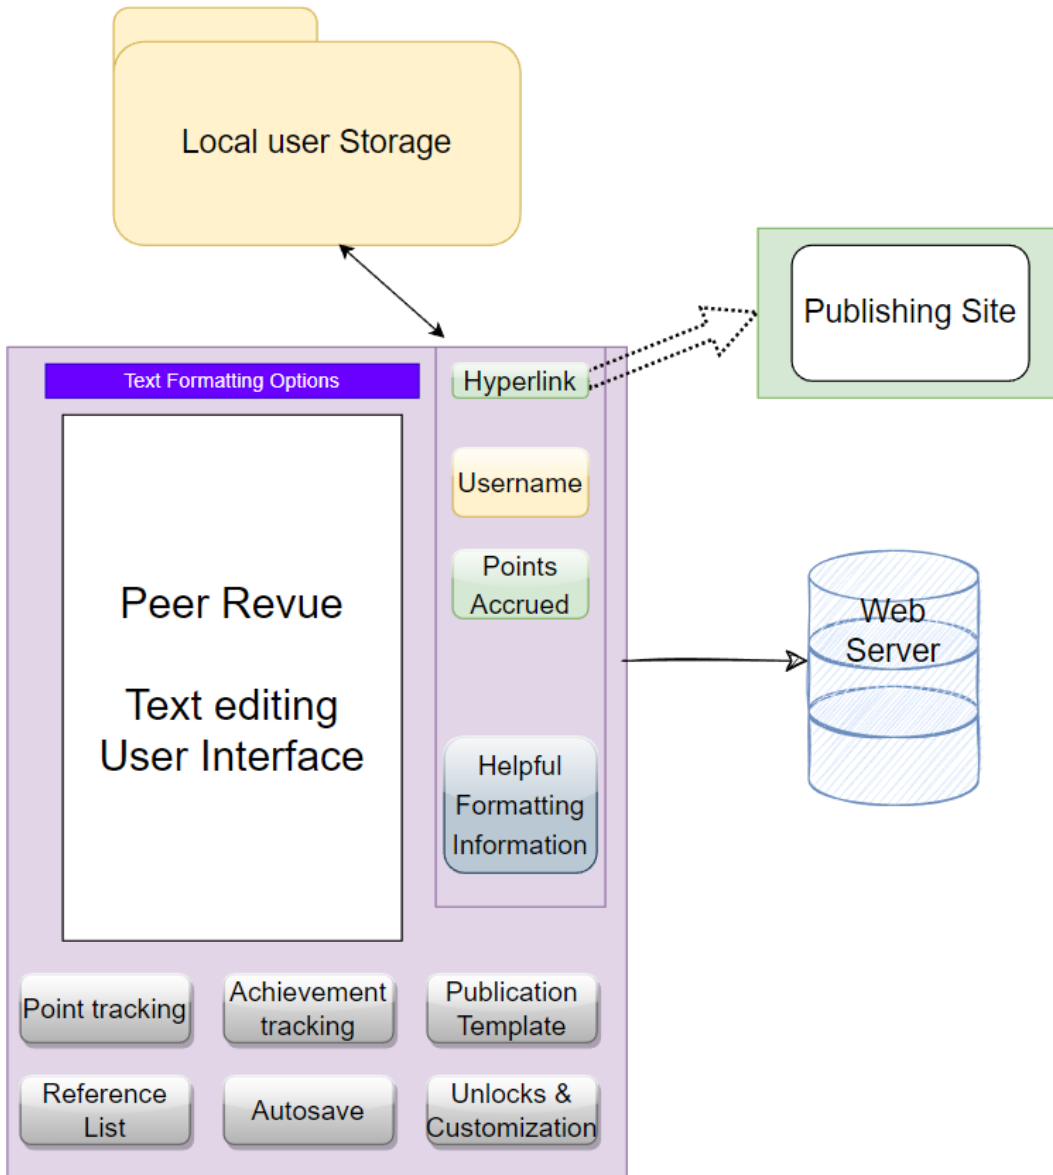 Local user Storage
Publishing Site
Text Formatting Options
Hyperlink
Username
Points
Accrued
Peer Revue
Text editing
User Interface
Helpful
Formatting
Information
Web
Server
Point tracking
Achievement
tracking
Publication
Template
Reference
List
Autosave
Unlocks &
Customization